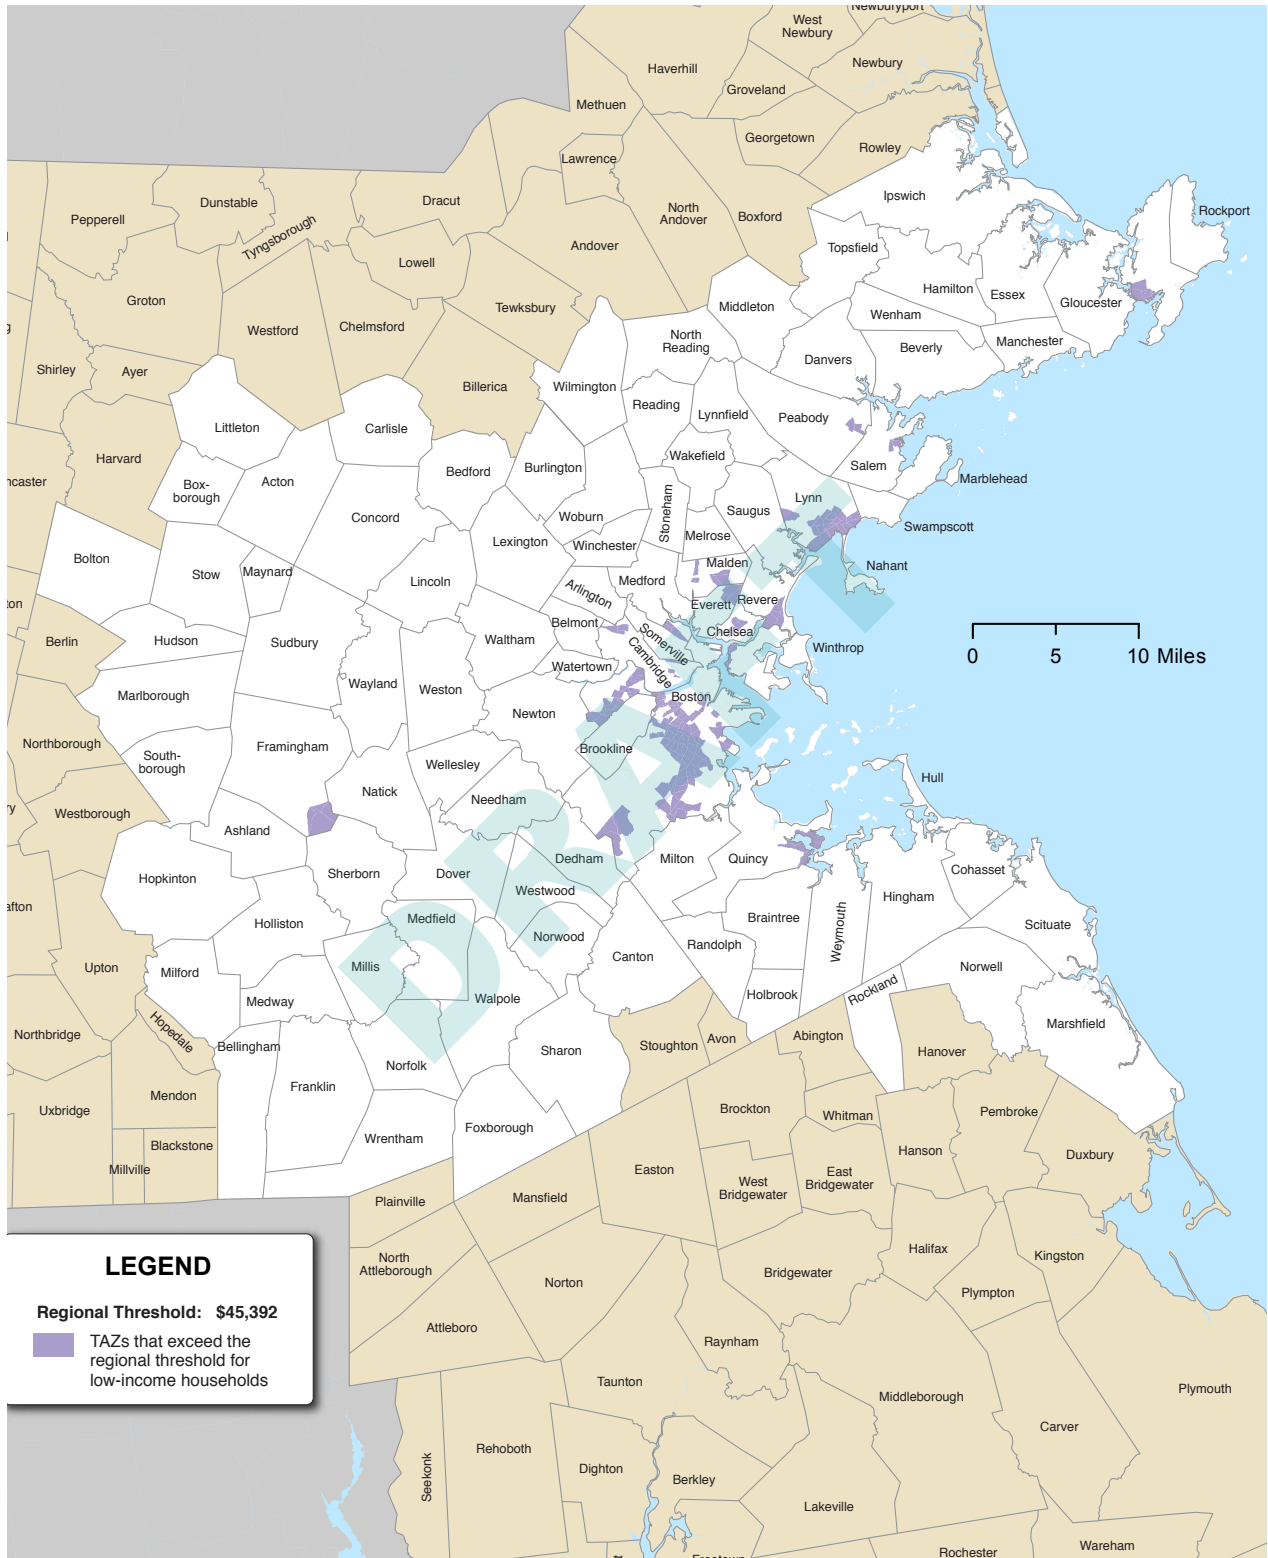 Newburyport
West
Newbury
Haverhill
Newbury
Groveland
Methuen
Georgetown
Rowley
Lawrence
Ipswich
Dunstable
Dracut
North
Andover
Boxford
Rockport
Pepperell
Tyngsborough
Andover
Topsfield
Lowell
Groton
Tewksbury
Middleton
Hamilton
Essex
Gloucester
Westford
Chelmsford
Wenham
North
Reading
Manchester
Beverly
Danvers
Shirley
Ayer
Billerica
Wilmington
Reading
Lynnfield
Peabody
Littleton
Carlisle
Harvard
Wakefield
Salem
Bedford
Burlington
Marblehead
ncaster
Box-
borough
Acton
Stoneham
Lynn
Saugus
Concord
Woburn
Swampscott
Lexington
Winchester
Melrose
Bolton
Stow
Maynard
Malden
Nahant
Lincoln
Medford
Arlington
ton
Everett
Revere
Berlin
Hudson
Sudbury
Waltham
Belmont
Somerville
Chelsea
Winthrop
Cambridge
Watertown
0 5 10 Miles
Marlborough
Wayland
Weston
Boston
Newton
Northborough
Framingham
Brookline
South-
borough
Wellesley
Hull
Natick
Needham
Westborough
Ashland
Dedham
Milton
Quincy
Hopkinton
Sherborn
Dover
Cohasset
Westwood
Hingham
afton
Holliston
Medfield
Braintree
Weymouth
Scituate
Norwood
Randolph
Canton
Upton
Milford
Millis
Norwell
Medway
Walpole
Holbrook
Rockland
Hopedale
Marshfield
Northbridge
Bellingham
Stoughton
Avon
Abington
Sharon
Hanover
Norfolk
Franklin
Mendon
Uxbridge
Brockton
Whitman
Pembroke
Wrentham
Foxborough
Blackstone
Hanson
Duxbury
Millville
Easton
West
Bridgewater
East
Bridgewater
Plainville
Mansfield
Halifax
Kingston
North
Attleborough
Norton
Bridgewater
Plympton
Attleboro
Raynham
Taunton
Middleborough
Plymouth
Carver
Rehoboth
Seekonk
Dighton
Berkley
Lakeville
Rochester
Wareham
DRAFT
LEGEND
Regional Threshold: $45,392
TAZs that exceed the
regional threshold for
low-income households